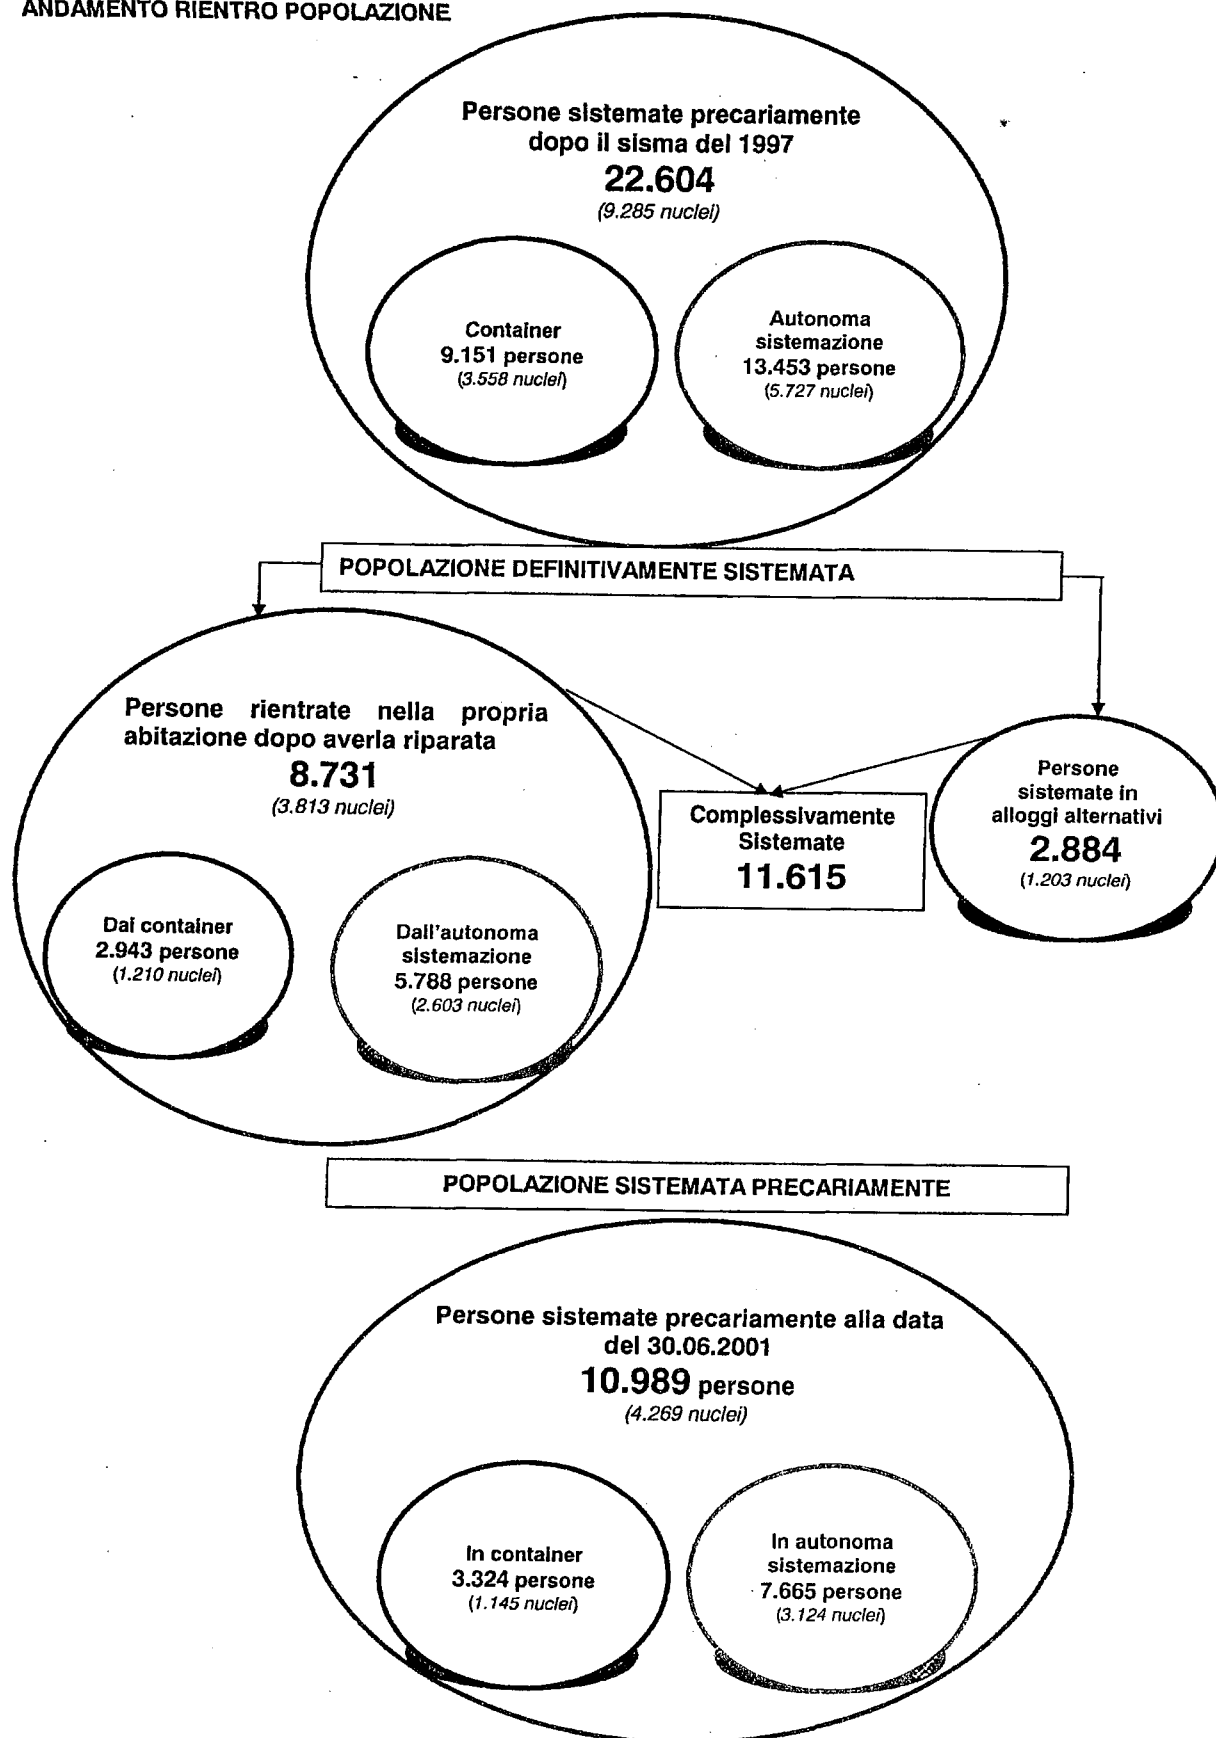 ANDAMENTO RIENTRO POPOLAZIONE
Persone sistemate precariamente
dopo il sisma del 1997
22.604
(9.285 nuclei)
Container
9.151 persone
(3.558 nuclei)
Autonoma
sistemazione
13.453 persone
(5.727 nuclei)
POPOLAZIONE DEFINITIVAMENTE SISTEMATA
Persone rientrate nella propria
abitazione dopo averla riparata
8.731
(3.813 nuclei)
Dai container
2.943 persone
(1.210 nuclei)
Dall'autonoma
sistemazione
5.788 persone
(2.603 nuclei)
Complessivamente
Sistemate
11.615
Persone
sistemate in
alloggi alternativi
2.884
(1.203 nuclei)
POPOLAZIONE SISTEMATA PRECARIAMENTE
Persone sistemate precariamente alla data
del 30.06.2001
10.989 persone
(4.269 nuclei)
In container
3.324 persone
(1.145 nuclei)
In autonoma
sistemazione
7.665 persone
(3.124 nuclei)